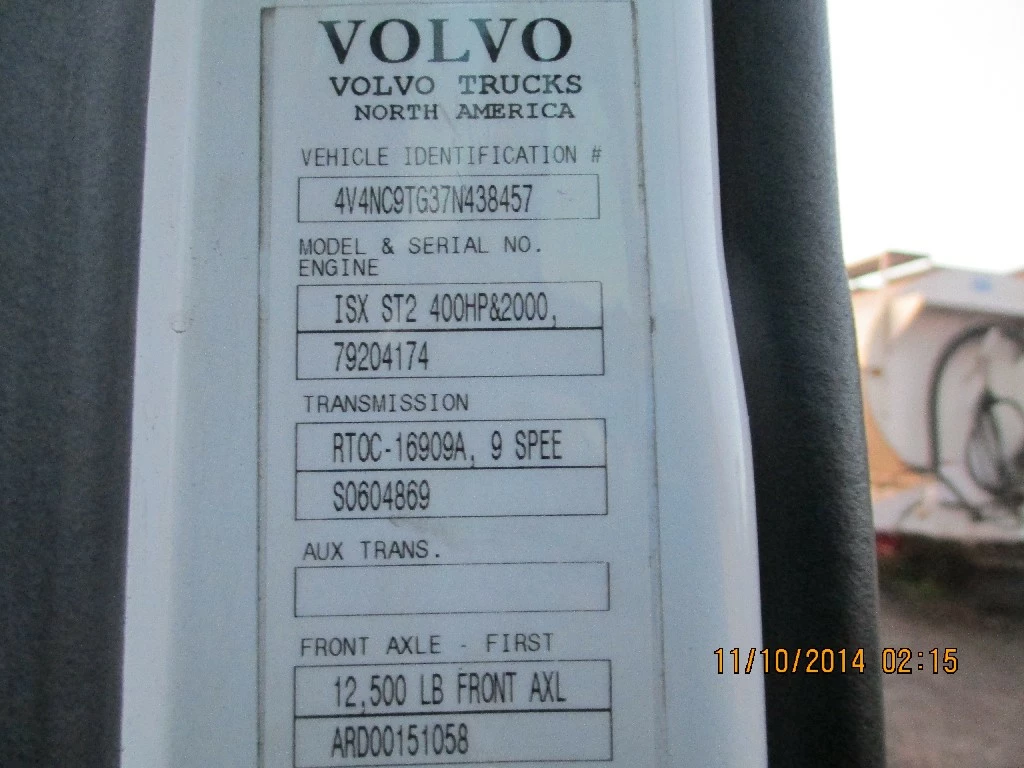 VOLVO
VOLVO TRUCKS
NORTH AMERICA
VEHICLE IDENTIFICATION #
4V4NC9TG37N438457
MODEL & SERIAL NO.
ENGINE
ISX ST2 400HP&2000,
79204174
TRANSMISSION
RTOC-16909A, 9 SPEE
S0604869
AUX TRANS.
FRONT AXLE - FIRST
12,500 LB FRONT AXL
ARD00151058
11/10/2014 02:15